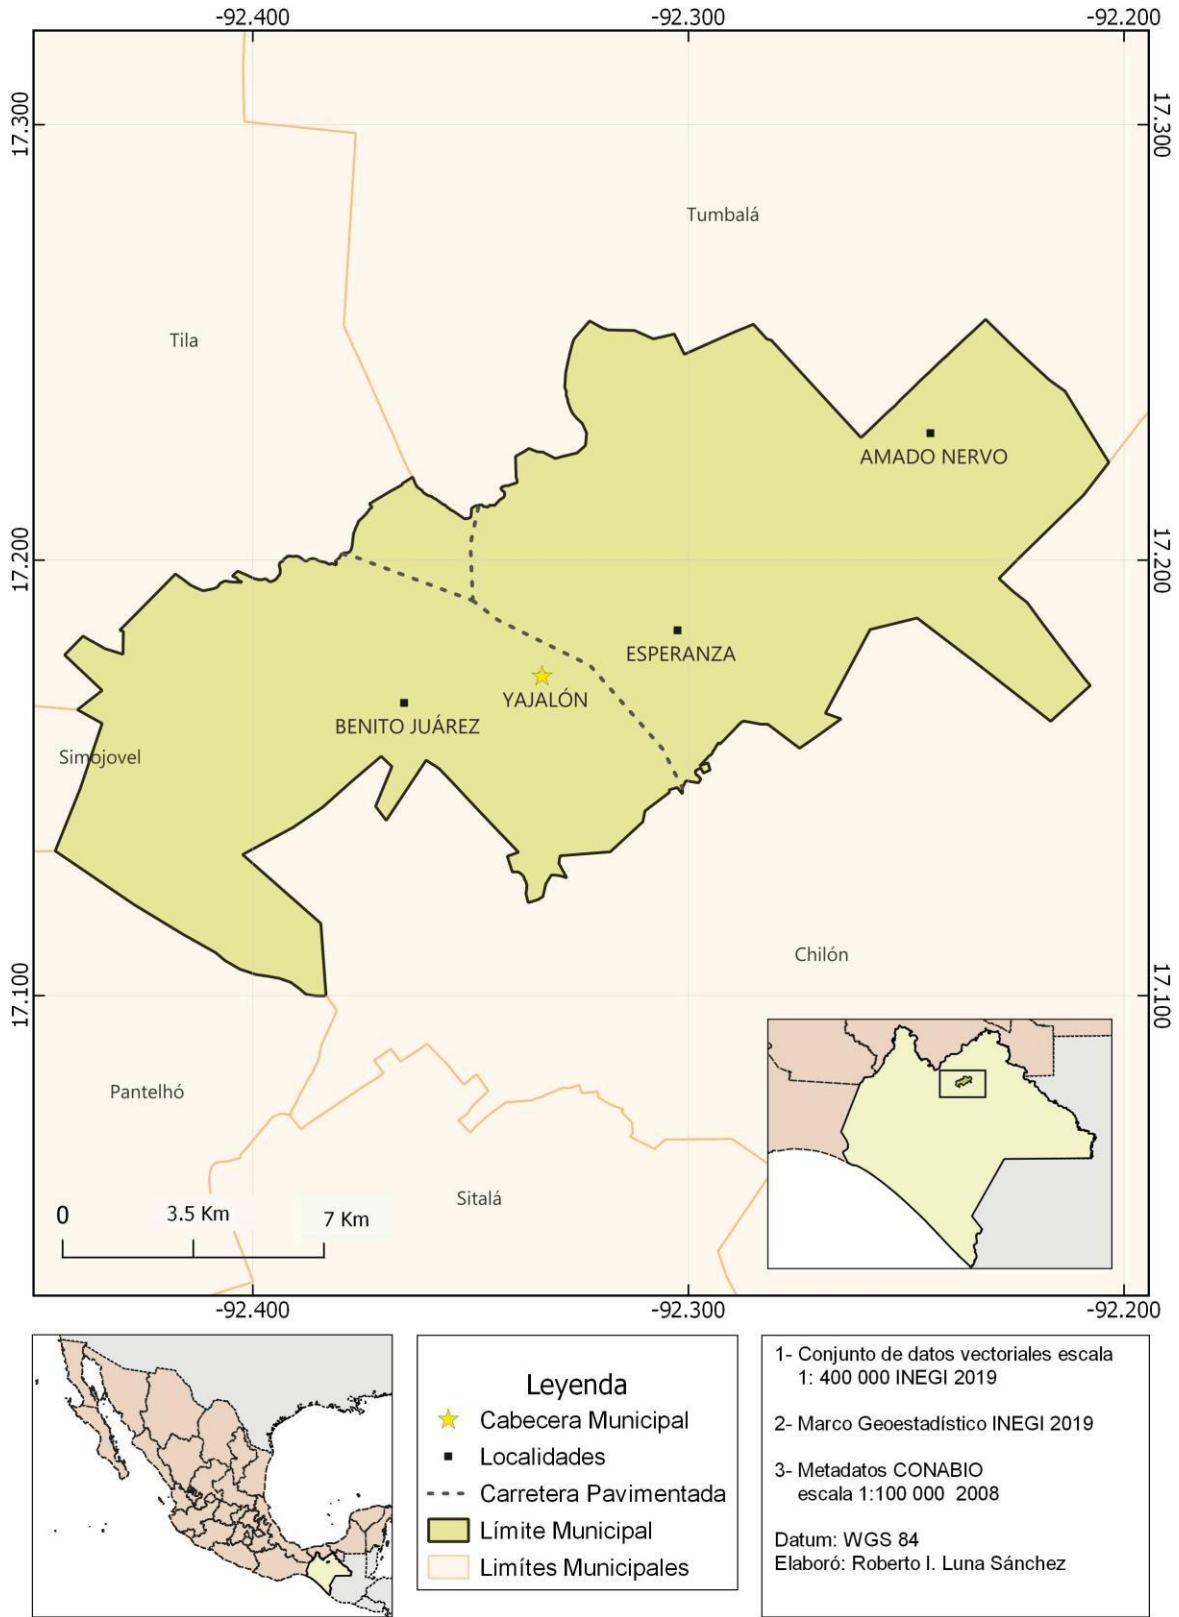 -92.400
-92.300
-92.200
17.300
17.300
Tumbalá
Tila
AMADO NERVO
17.200
17.200
ESPERANZA
YAJALÓN
BENITO JUÁREZ
Simojovel
Chilón
17.100
17.100
Pantelhó
Sitalá
0
3.5 Km
7 Km
-92.400
-92.300
-92.200
Leyenda
Cabecera Municipal
Localidades
Carretera Pavimentada
Límite Municipal
Limítes Municipales
1- Conjunto de datos vectoriales escala
1: 400 000 INEGI 2019
2- Marco Geoestadístico INEGI 2019
3- Metadatos CONABIO
escala 1:100 000 2008
Datum: WGS 84
Elaboró: Roberto I. Luna Sánchez